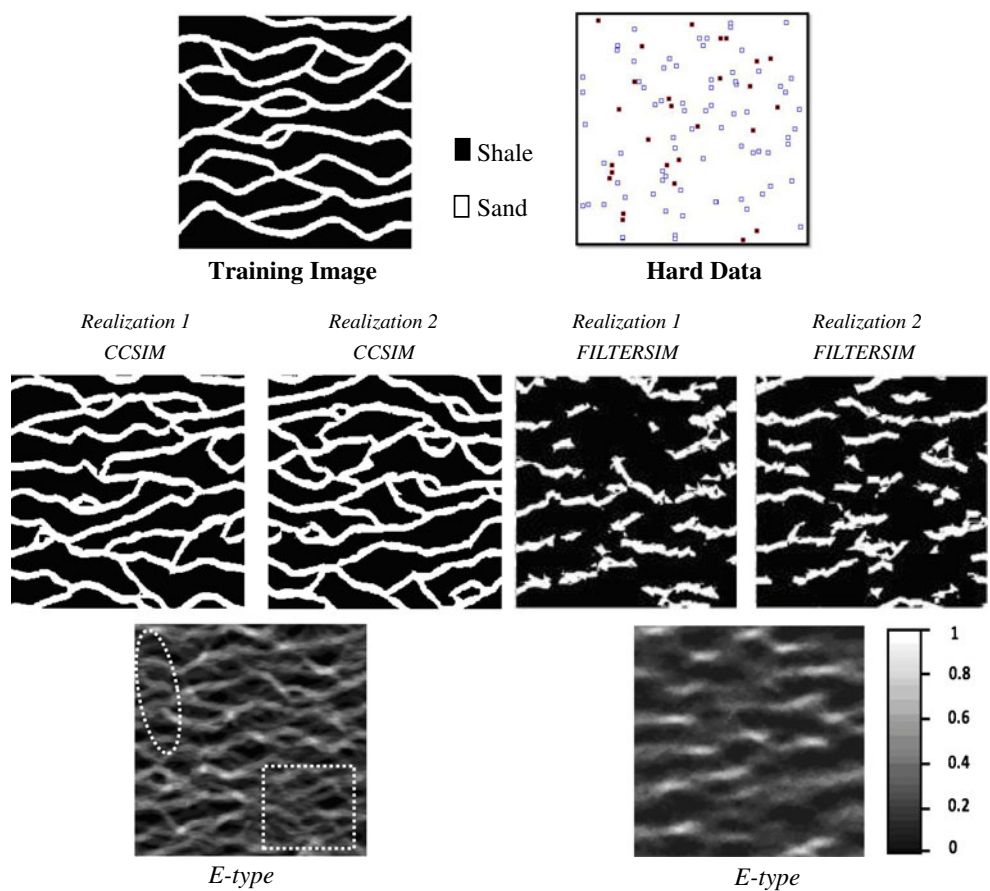 Shale
Sand
Training Image
Hard Data
Realization 1
CCSIM
Realization 2
CCSIM
Realization 1
FILTERSIM
Realization 2
FILTERSIM
1
0.8
0.6
0.4
0.2
0
E-type
E-type